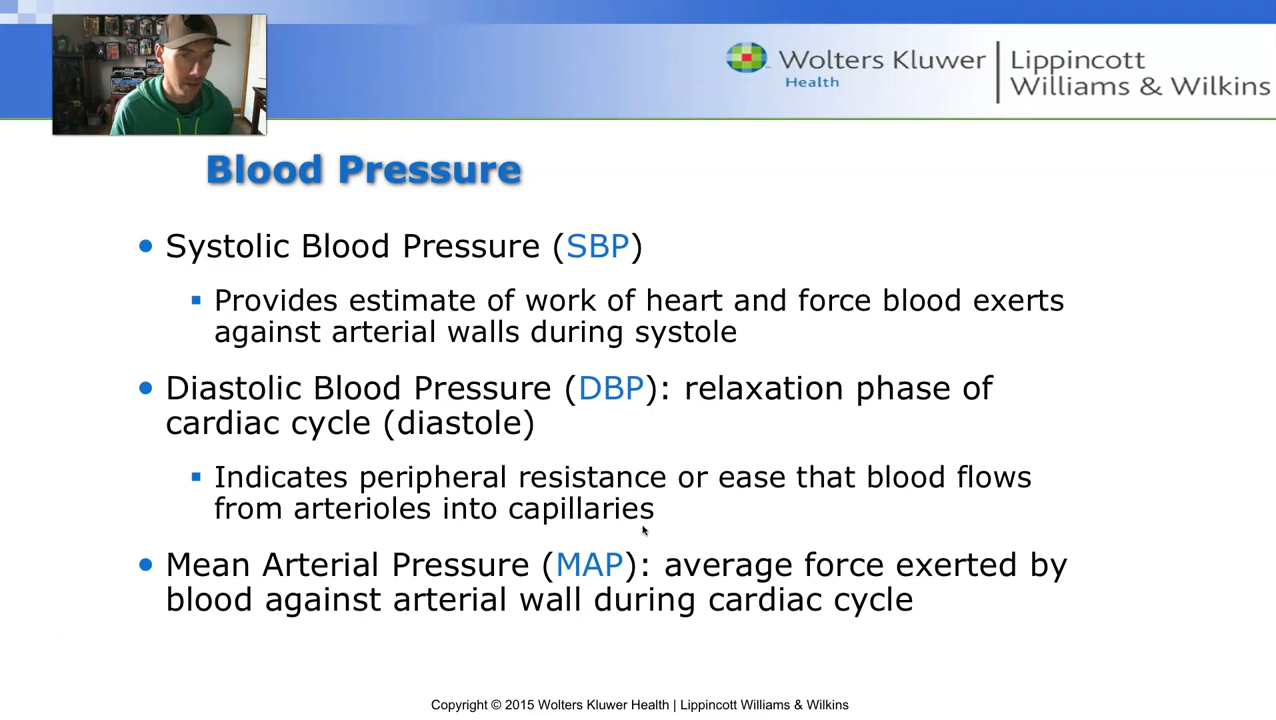 Wolters Kluwer
Health
Lippincott
Williams & Wilkins
Blood Pressure
• Systolic Blood Pressure (SBP)
▪ Provides estimate of work of heart and force blood exerts
against arterial walls during systole
• Diastolic Blood Pressure (DBP): relaxation phase of
cardiac cycle (diastole)
▪ Indicates peripheral resistance or ease that blood flows
from arterioles into capillaries
• Mean Arterial Pressure (MAP): average force exerted by
blood against arterial wall during cardiac cycle
Copyright © 2015 Wolters Kluwer Health | Lippincott Williams & Wilkins